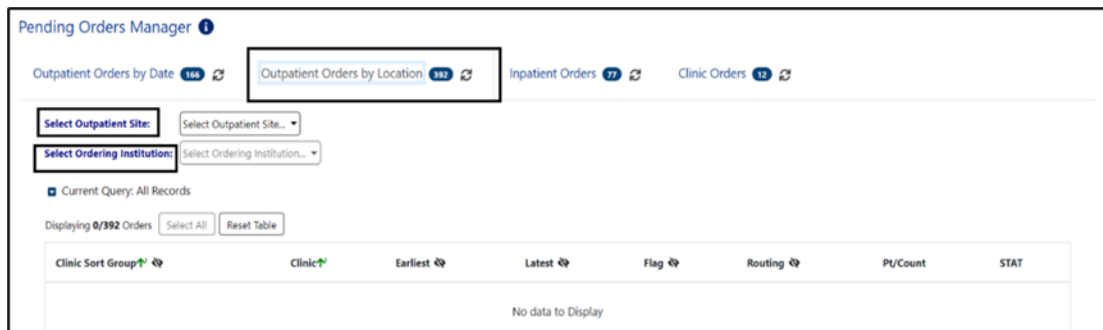 Pending Orders Manager
Outpatient Orders by Date 166 Outpatient Orders by Location 392 Inpatient Orders 77 Clinic Orders 12
Select Outpatient Site: Select Outpatient Site...
Select Ordering Institution: Select Ordering Institution...
Current Query: All Records
Displaying 0/392 Orders Select All Reset Table
Clinic Sort Group Clinic Earliest Latest Flag Routing Pt/Count STAT
No data to Display